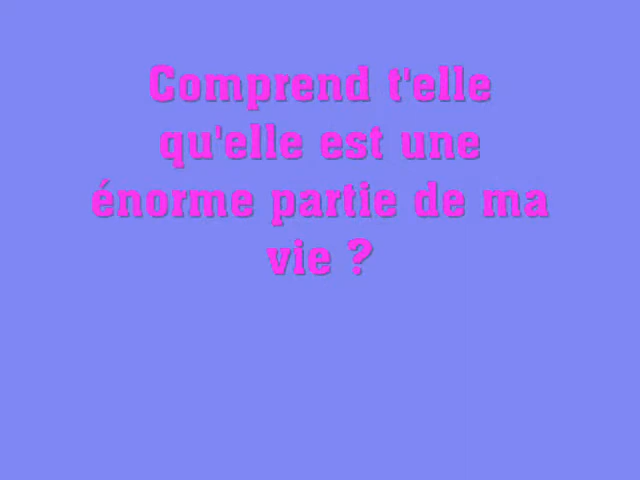 Comprend t'elle
qu'elle est une
énorme partie de ma
vie ?